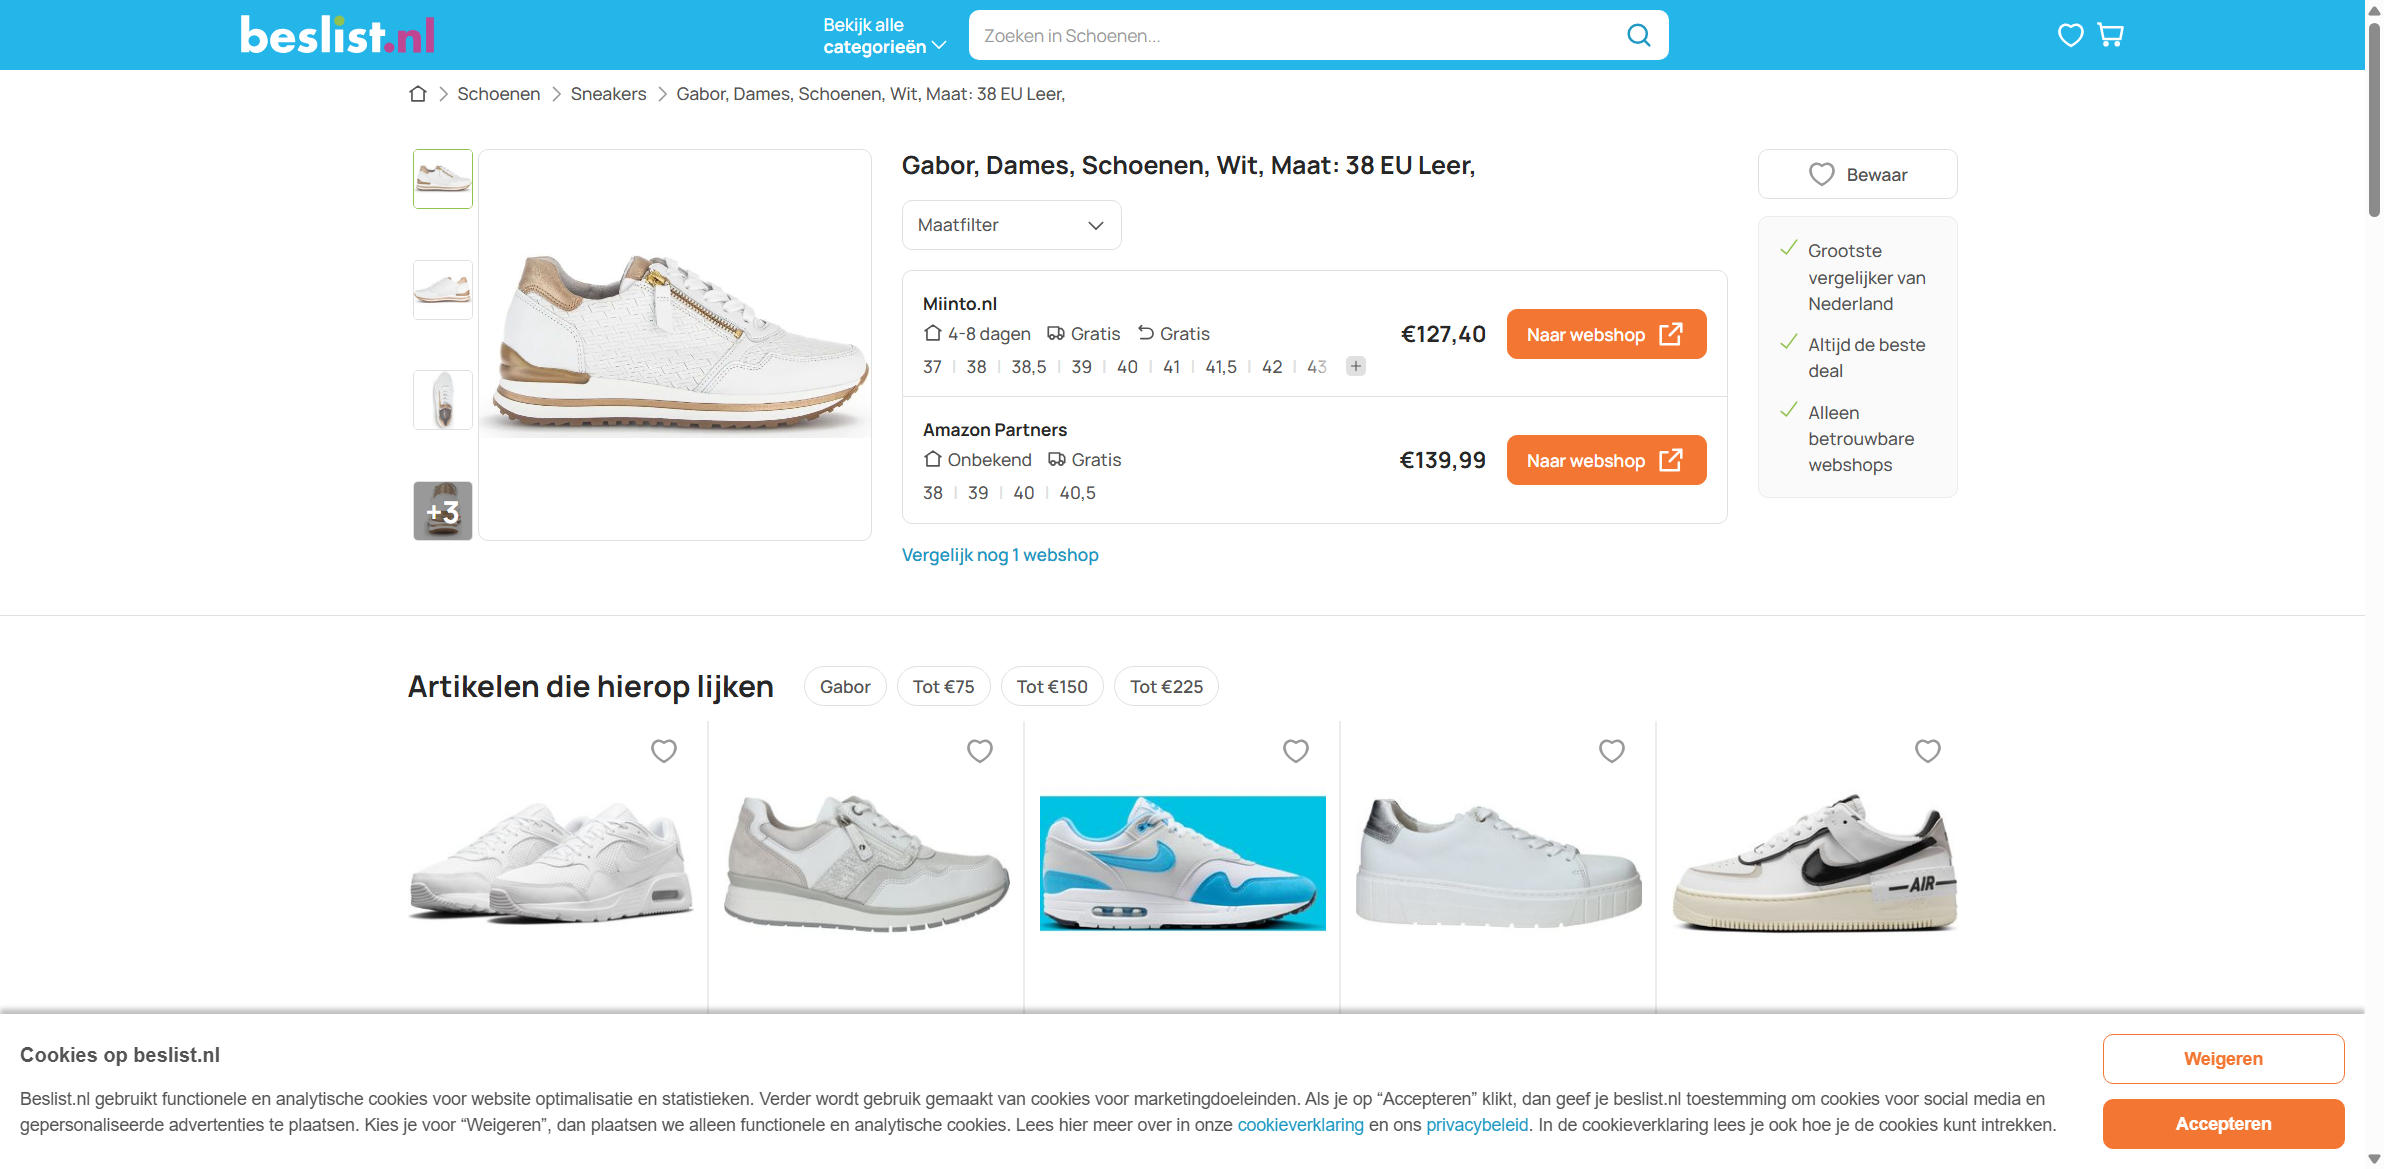 beslist.nl
Bekijk alle
categorieën
Zoeken in Schoenen...
Schoenen
Sneakers
Gabor, Dames, Schoenen, Wit, Maat: 38 EU Leer,
+3
Gabor, Dames, Schoenen, Wit, Maat: 38 EU Leer,
Maatfilter
Miinto.nl
4-8 dagen Gratis Gratis
37 | 38 | 38,5 | 39 | 40 | 41 | 41,5 | 42 | 43 +
€127,40
Naar webshop
Amazon Partners
Onbekend Gratis
38 | 39 | 40 | 40,5
€139,99
Naar webshop
Vergelijk nog 1 webshop
Bewaar
Grootste
vergelijker van
Nederland
Altijd de beste
deal
Alleen
betrouwbare
webshops
Artikelen die hierop lijken
Gabor
Tot €75
Tot €150
Tot €225
AIR
Cookies op beslist.nl
Beslist.nl gebruikt functionele en analytische cookies voor website optimalisatie en statistieken. Verder wordt gebruik gemaakt van cookies voor marketingdoeleinden. Als je op “Accepteren” klikt, dan geef je beslist.nl toestemming om cookies voor social media en
gepersonaliseerde advertenties te plaatsen. Kies je voor “Weigeren”, dan plaatsen we alleen functionele en analytische cookies. Lees hier meer over in onze cookieverklaring en ons privacybeleid. In de cookieverklaring lees je ook hoe je de cookies kunt intrekken.
Weigeren
Accepteren